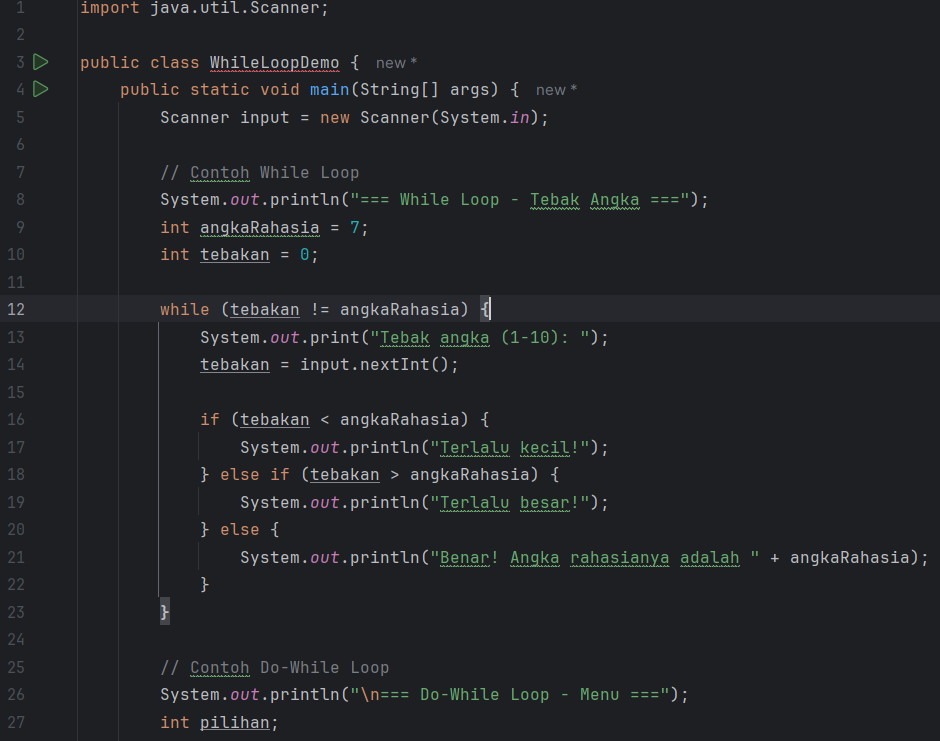 1 import java.util.Scanner;
2
3 public class WhileLoopDemo { new *
4 public static void main(String[] args) { new *
5 Scanner input = new Scanner(System.in);
6
7 // Contoh While Loop
8 System.out.println("=== While Loop - Tebak Angka ===");
9 int angkaRahasia = 7;
10 int tebakan = 0;
11
12 while (tebakan != angkaRahasia) {
13 System.out.print("Tebak angka (1-10): ");
14 tebakan = input.nextInt();
15
16 if (tebakan < angkaRahasia) {
17 System.out.println("Terlalu kecil!");
18 } else if (tebakan > angkaRahasia) {
19 System.out.println("Terlalu besar!");
20 } else {
21 System.out.println("Benar! Angka rahasianya adalah " + angkaRahasia);
22 }
23 }
24
25 // Contoh Do-While Loop
26 System.out.println("\n=== Do-While Loop - Menu ===");
27 int pilihan;